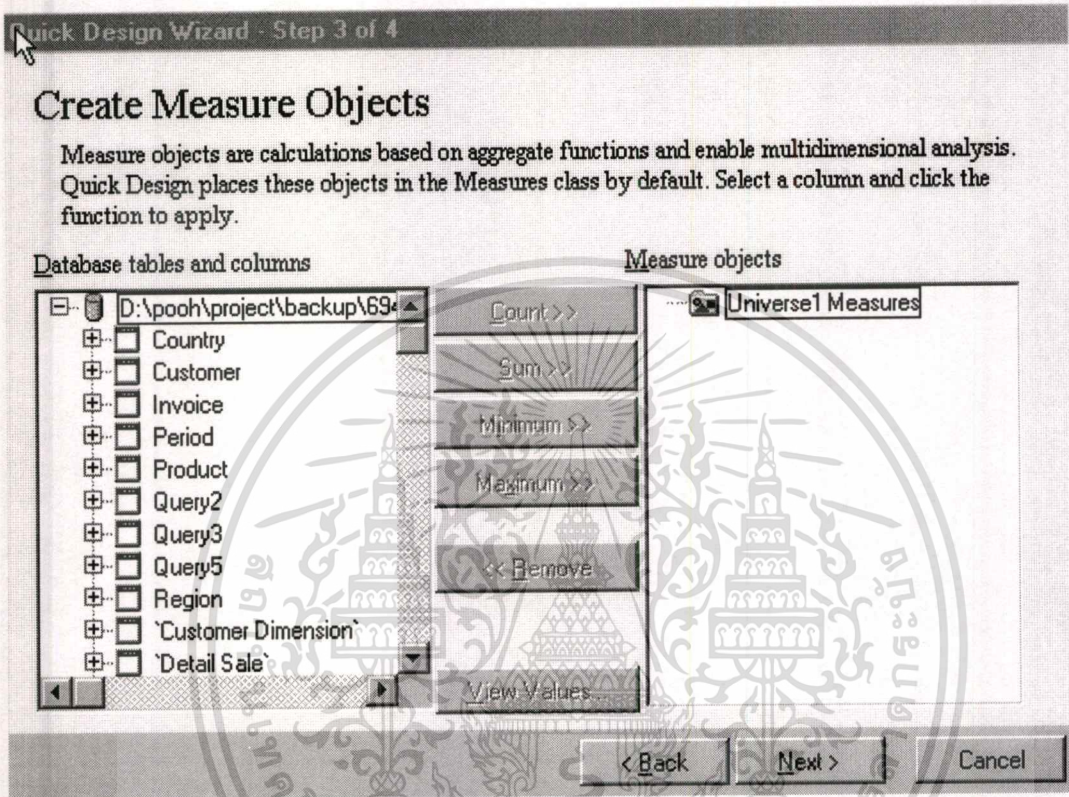 Quick Design Wizard - Step 3 of 4
Create Measure Objects
Measure objects are calculations based on aggregate functions and enable multidimensional analysis.
Quick Design places these objects in the Measures class by default. Select a column and click the
function to apply.
Database tables and columns
Measure objects
D:\pooh\project\backup\694
Country
Customer
Invoice
Period
Product
Query2
Query3
Query5
Region
`Customer Dimension`
`Detail Sale`
Count >>
Sum >>
Minimum >>
Maximum >>
<< Remove
View Values...
Universe1 Measures
< Back
Next >
Cancel